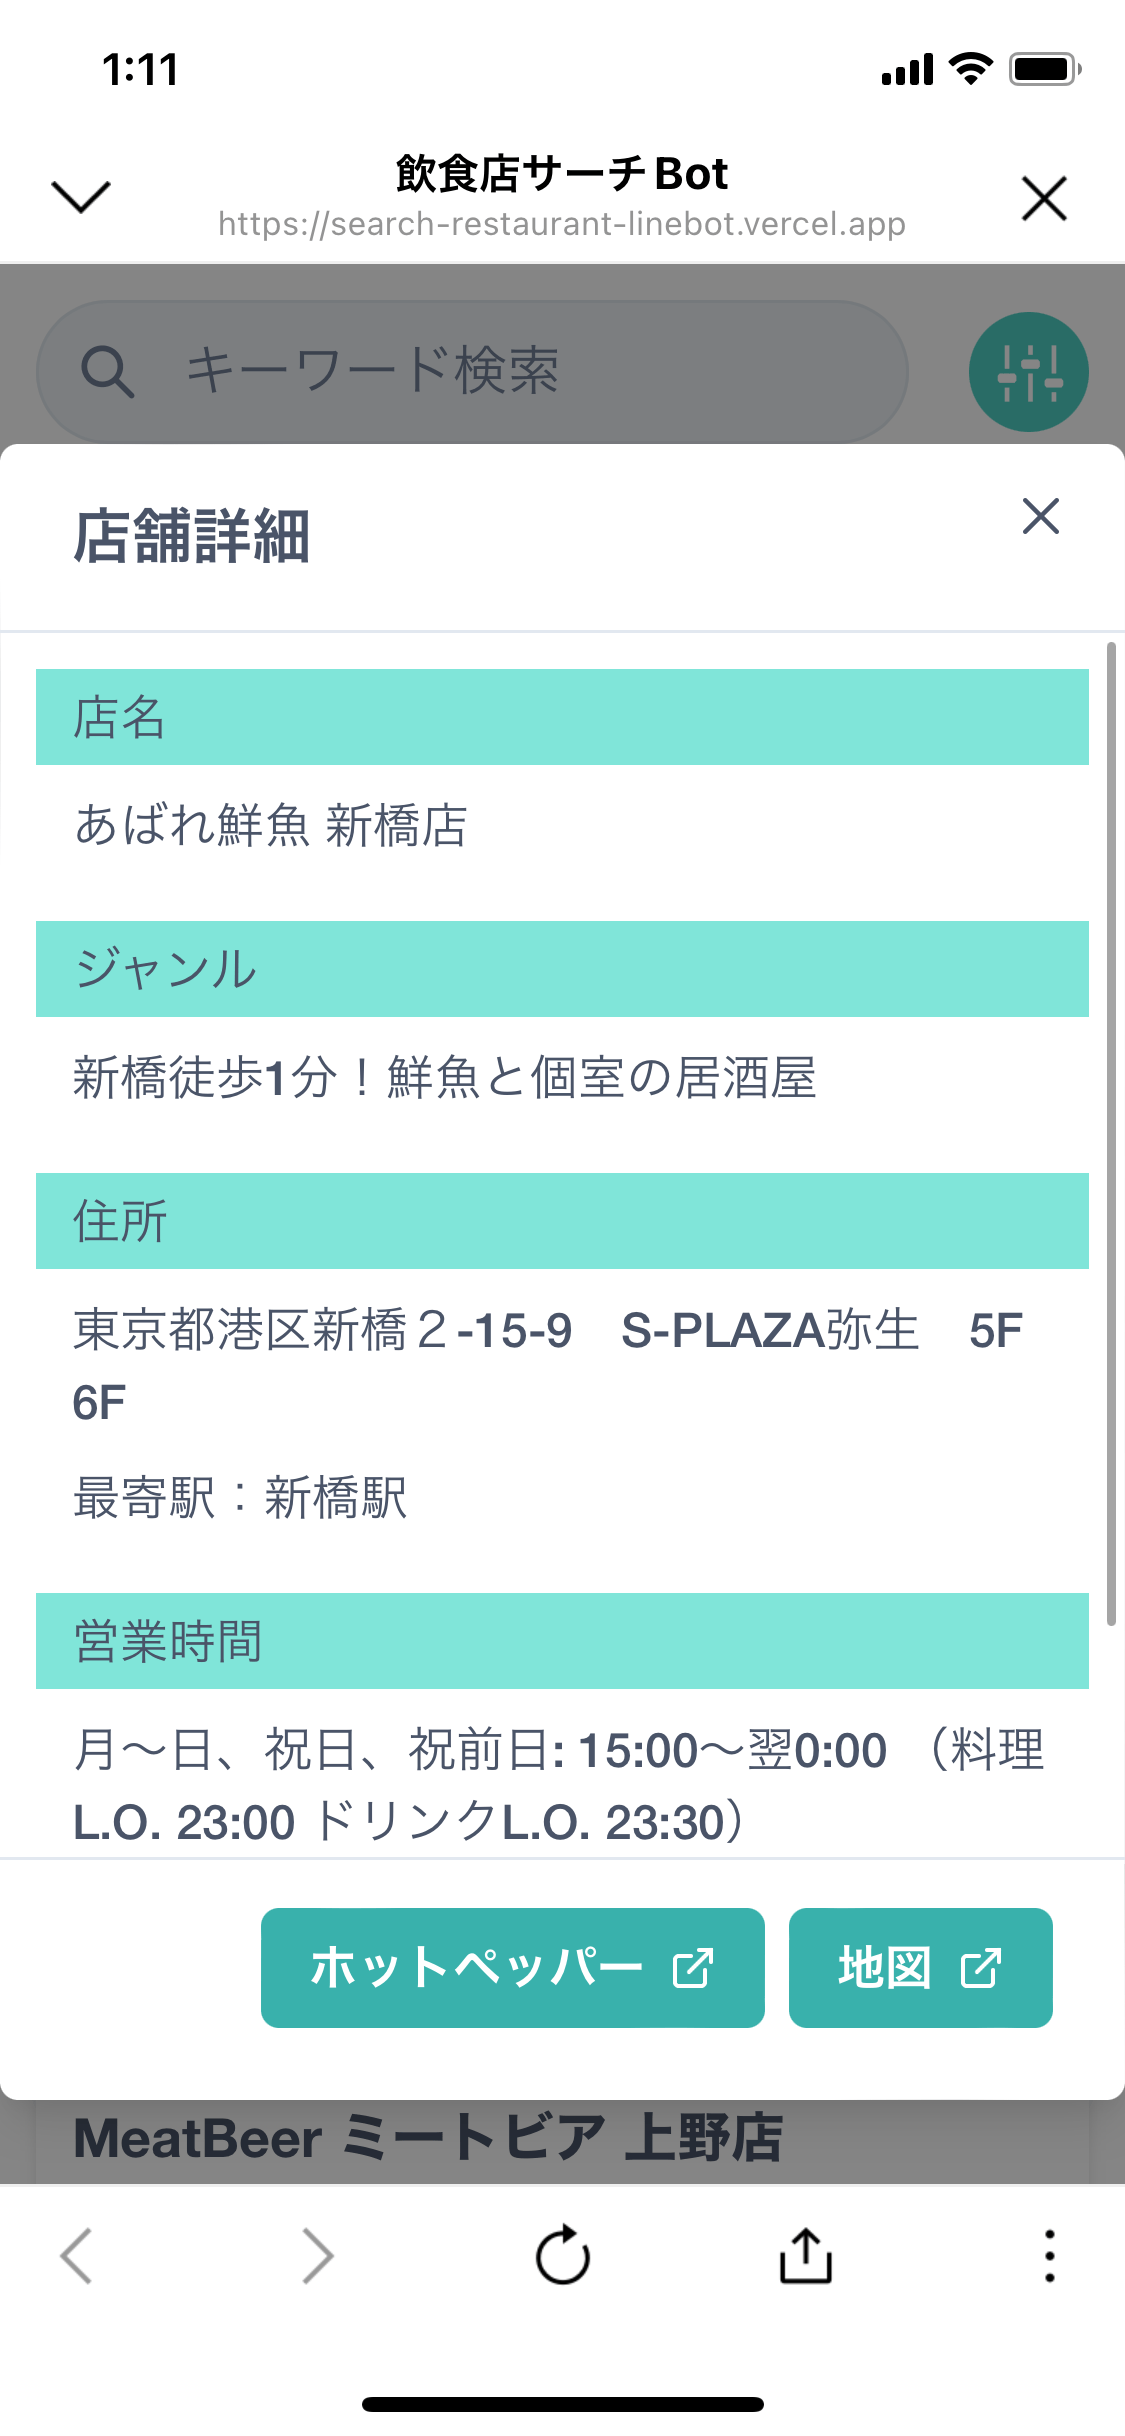 1:11
飲食店サーチBot
https://search-restaurant-linebot.vercel.app
キーワード検索
店舗詳細
店名
あばれ鮮魚 新橋店
ジャンル
新橋徒歩1分！鮮魚と個室の居酒屋
住所
東京都港区新橋２-15-9　S-PLAZA弥生　5F
6F
最寄駅：新橋駅
営業時間
月～日、祝日、祝前日: 15:00～翌0:00 （料理
L.O. 23:00 ドリンクL.O. 23:30）
ホットペッパー
地図
MeatBeer ミートビア 上野店